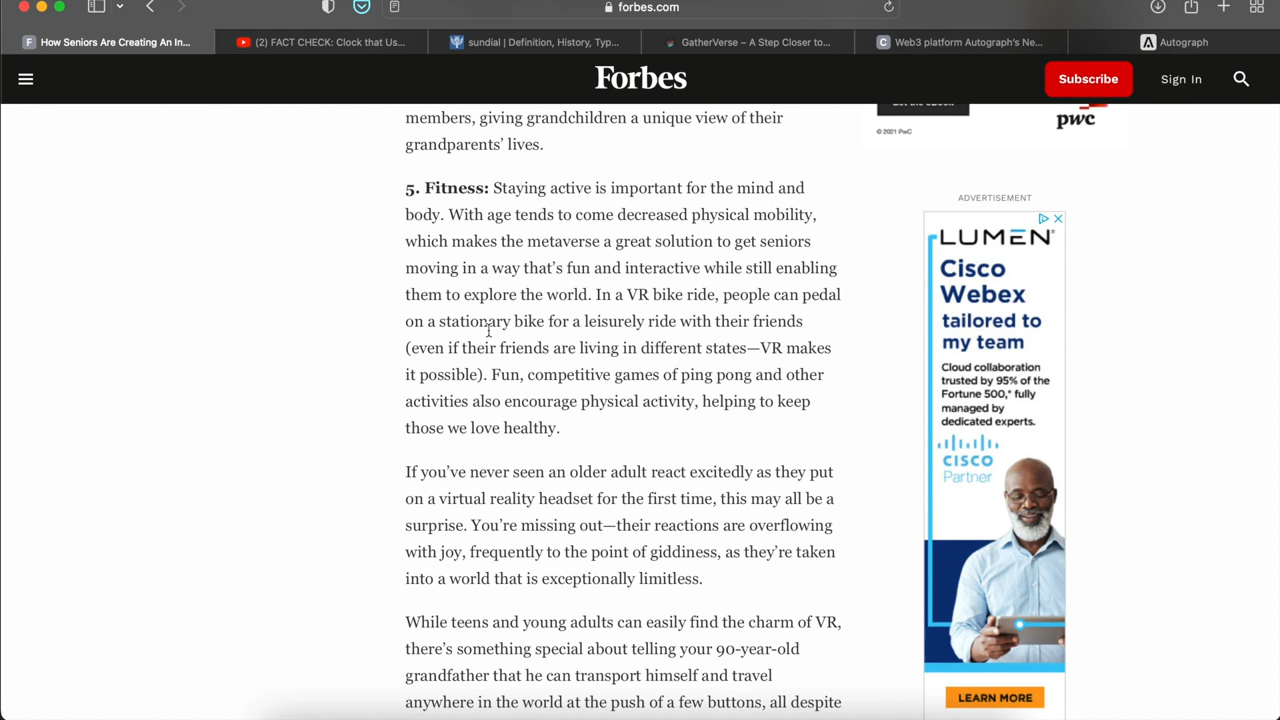 forbes.com
How Seniors Are Creating An In...
(2) FACT CHECK: Clock that Us...
sundial | Definition, History, Typ...
GatherVerse – A Step Closer to...
Web3 platform Autograph's Ne...
Autograph
Forbes
Subscribe
Sign In
members, giving grandchildren a unique view of their
grandparents’ lives.
5. Fitness: Staying active is important for the mind and
body. With age tends to come decreased physical mobility,
which makes the metaverse a great solution to get seniors
moving in a way that’s fun and interactive while still enabling
them to explore the world. In a VR bike ride, people can pedal
on a stationary bike for a leisurely ride with their friends
(even if their friends are living in different states—VR makes
it possible). Fun, competitive games of ping pong and other
activities also encourage physical activity, helping to keep
those we love healthy.
If you’ve never seen an older adult react excitedly as they put
on a virtual reality headset for the first time, this may all be a
surprise. You’re missing out—their reactions are overflowing
with joy, frequently to the point of giddiness, as they’re taken
into a world that is exceptionally limitless.
While teens and young adults can easily find the charm of VR,
there’s something special about telling your 90-year-old
grandfather that he can transport himself and travel
anywhere in the world at the push of a few buttons, all despite
© 2021 PwC
pwc
ADVERTISEMENT
LUMEN®
Cisco
Webex
tailored to
my team
Cloud collaboration
trusted by 95% of the
Fortune 500,* fully
managed by
dedicated experts.
CISCO
Partner
LEARN MORE